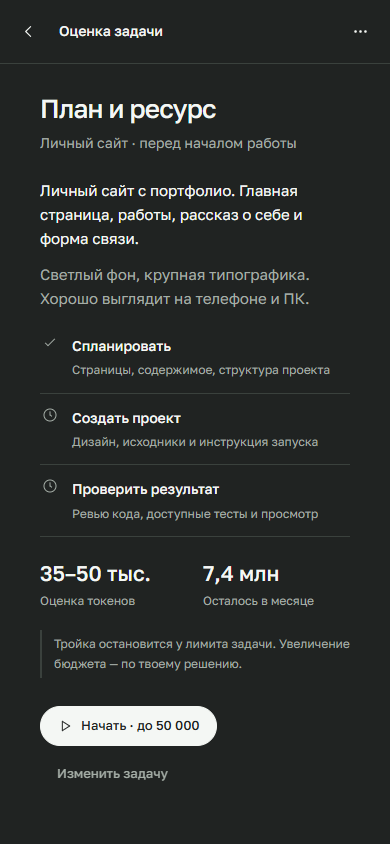 Оценка задачи
План и ресурс
Личный сайт · перед началом работы
Личный сайт с портфолио. Главная
страница, работы, рассказ о себе и
форма связи.
Светлый фон, крупная типографика.
Хорошо выглядит на телефоне и ПК.
Спланировать
Страницы, содержимое, структура проекта
Создать проект
Дизайн, исходники и инструкция запуска
Проверить результат
Ревью кода, доступные тесты и просмотр
35–50 тыс.
Оценка токенов
7,4 млн
Осталось в месяце
Тройка остановится у лимита задачи. Увеличение
бюджета — по твоему решению.
Начать · до 50 000
Изменить задачу